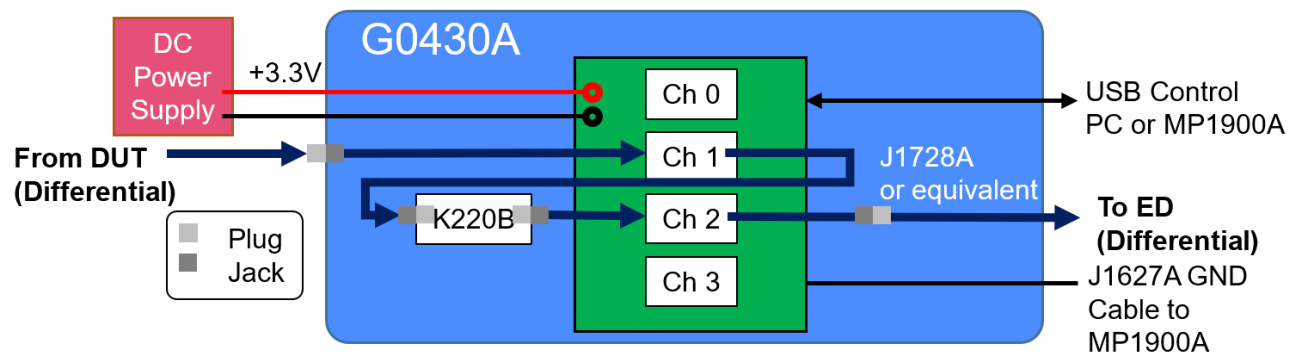 G0430A
DC
Power
Supply
+3.3V
Ch 0
Ch 1
Ch 2
Ch 3
K220B
From DUT
(Differential)
Plug
Jack
USB Control
PC or MP1900A
J1728A
or equivalent
To ED
(Differential)
J1627A GND
Cable to
MP1900A